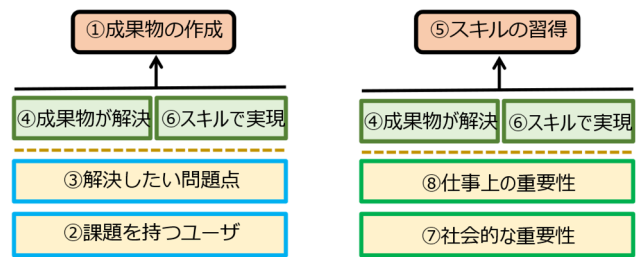 ①成果物の作成
④成果物が解決
⑥スキルで実現
③解決したい問題点
②課題を持つユーザ
⑤スキルの習得
④成果物が解決
⑥スキルで実現
⑧仕事上の重要性
⑦社会的な重要性